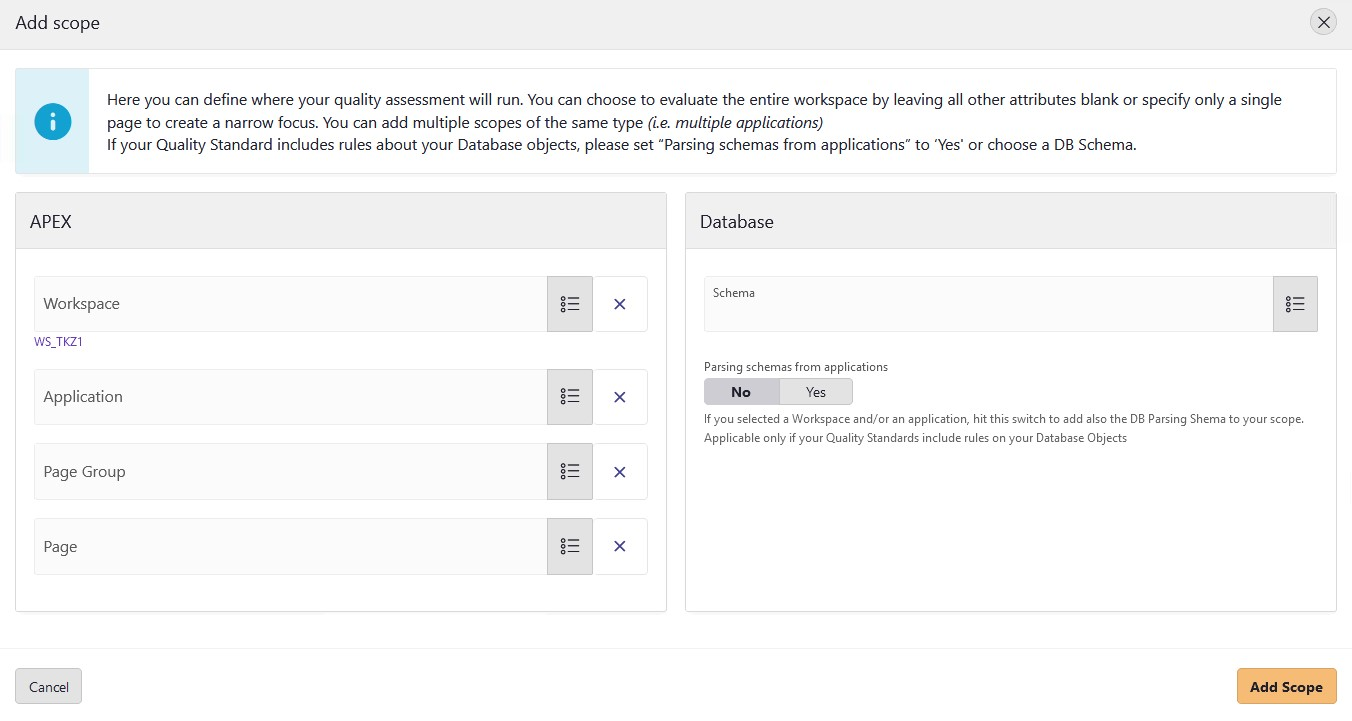 Add scope
Here you can define where your quality assessment will run. You can choose to evaluate the entire workspace by leaving all other attributes blank or specify only a single
page to create a narrow focus. You can add multiple scopes of the same type (i.e. multiple applications)
If your Quality Standard includes rules about your Database objects, please set “Parsing schemas from applications” to ‘Yes' or choose a DB Schema.
APEX
Workspace
WS_TKZ1
Application
Page Group
Page
Database
Schema
Parsing schemas from applications
No Yes
If you selected a Workspace and/or an application, hit this switch to add also the DB Parsing Shema to your scope.
Applicable only if your Quality Standards include rules on your Database Objects
Cancel
Add Scope